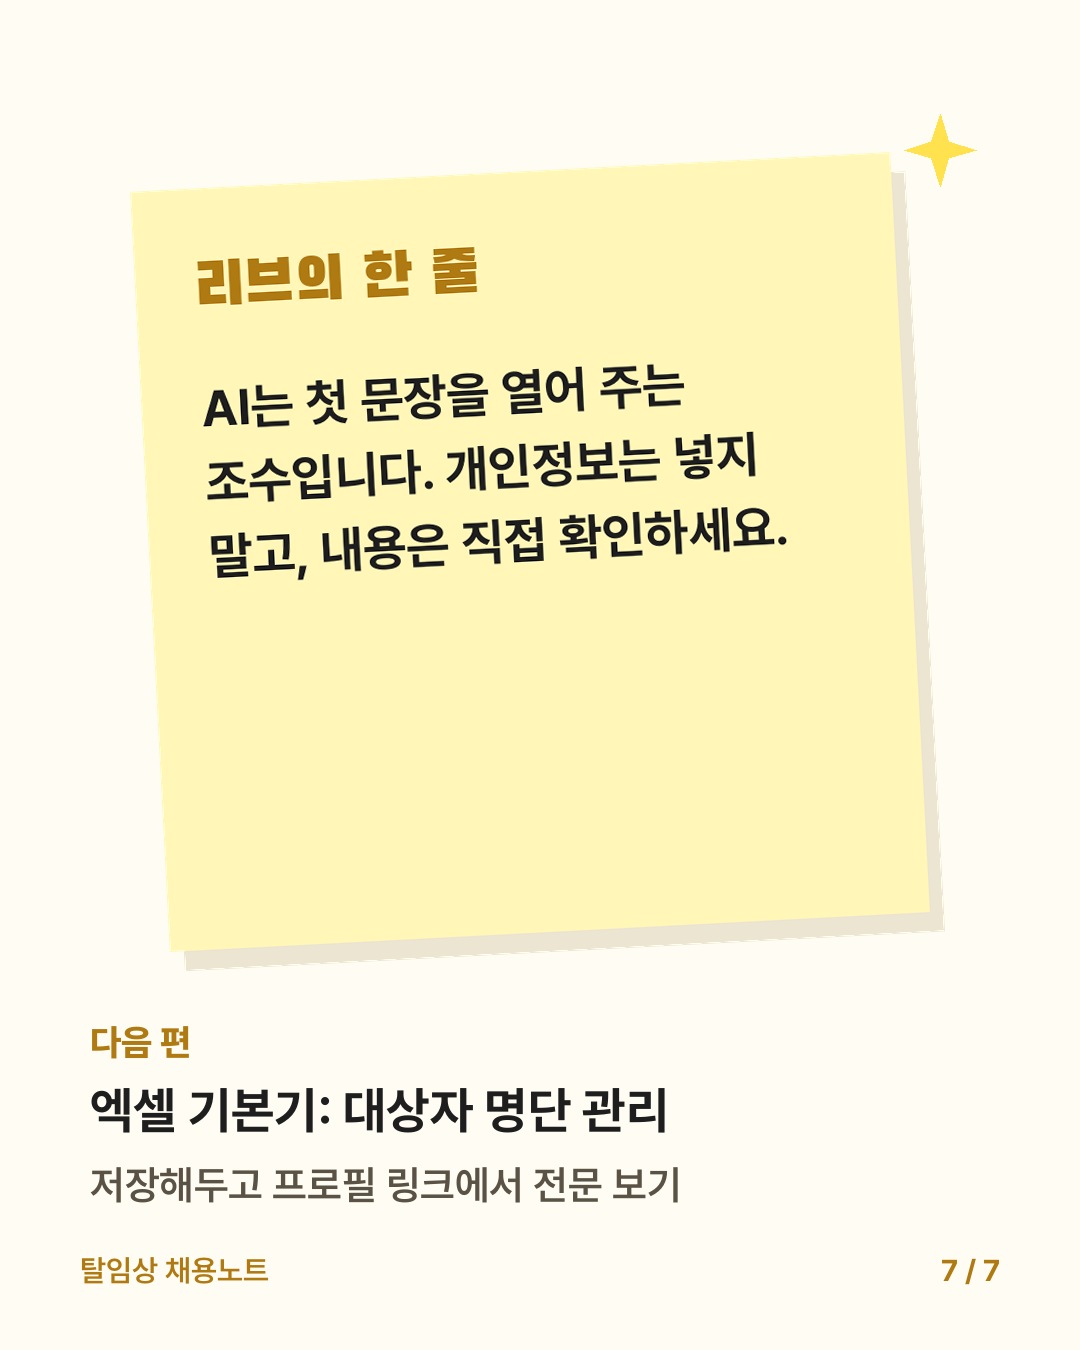 리브의 한 줄
AI는 첫 문장을 열어 주는
조수입니다. 개인정보는 넣지
말고, 내용은 직접 확인하세요.
다음 편
엑셀 기본기: 대상자 명단 관리
저장해두고 프로필 링크에서 전문 보기
탈임상 채용노트
7 / 7